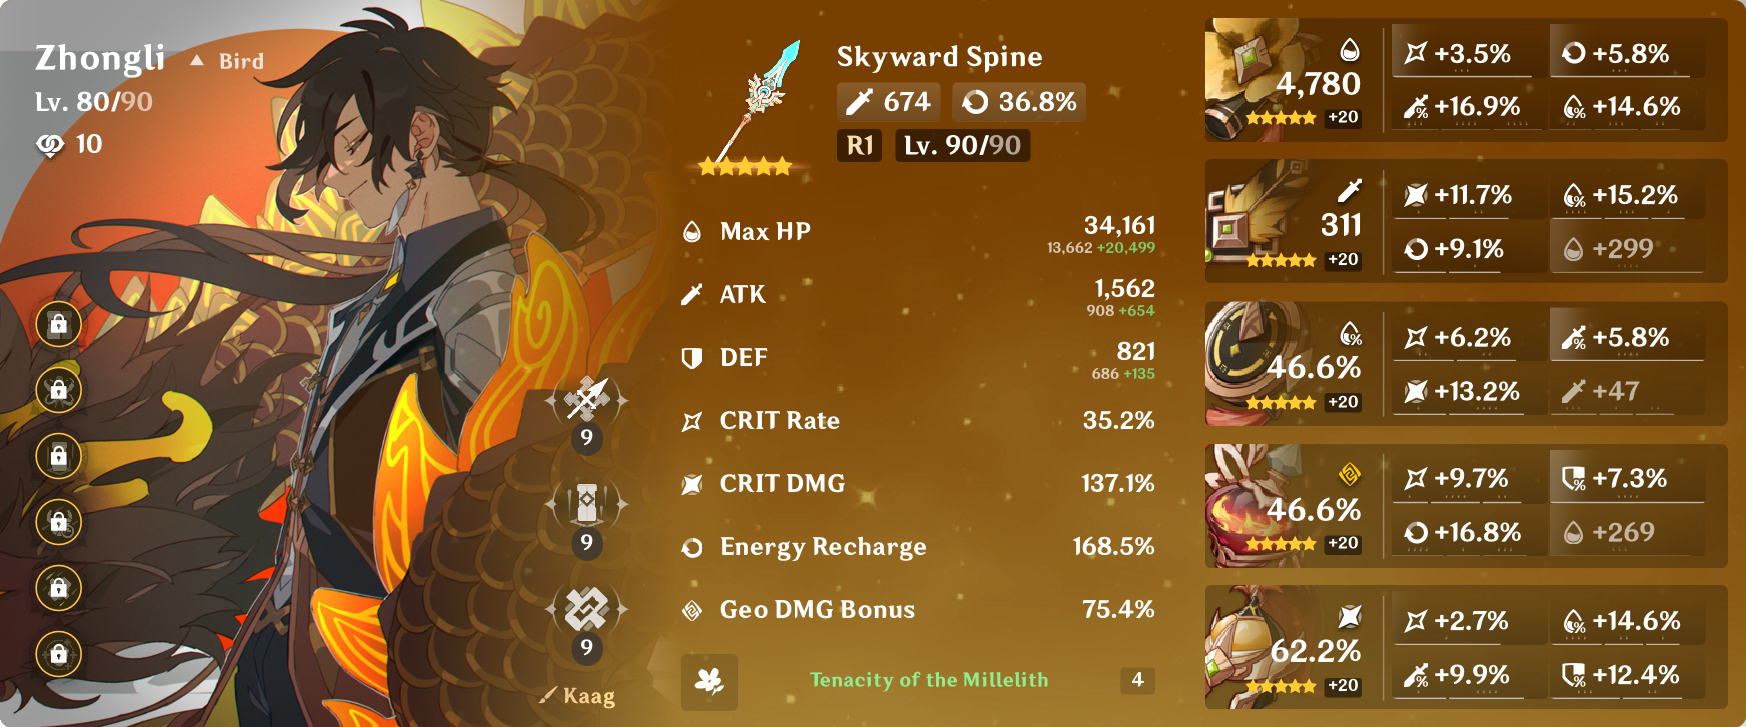 Zhongli ▲ Bird
Lv. 80/90
10
9
9
9
Kaag
Skyward Spine
674 36.8%
R1 Lv. 90/90
Max HP 34,161
13,662 +20,499
ATK 1,562
908 +654
DEF 821
686 +135
CRIT Rate 35.2%
CRIT DMG 137.1%
Energy Recharge 168.5%
Geo DMG Bonus 75.4%
Tenacity of the Millelith 4
4,780
+20
+3.5% +5.8%
+16.9% +14.6%
311
+20
+11.7% +15.2%
+9.1% +299
46.6%
+20
+6.2% +5.8%
+13.2% +47
46.6%
+20
+9.7% +7.3%
+16.8% +269
62.2%
+20
+2.7% +14.6%
+9.9% +12.4%